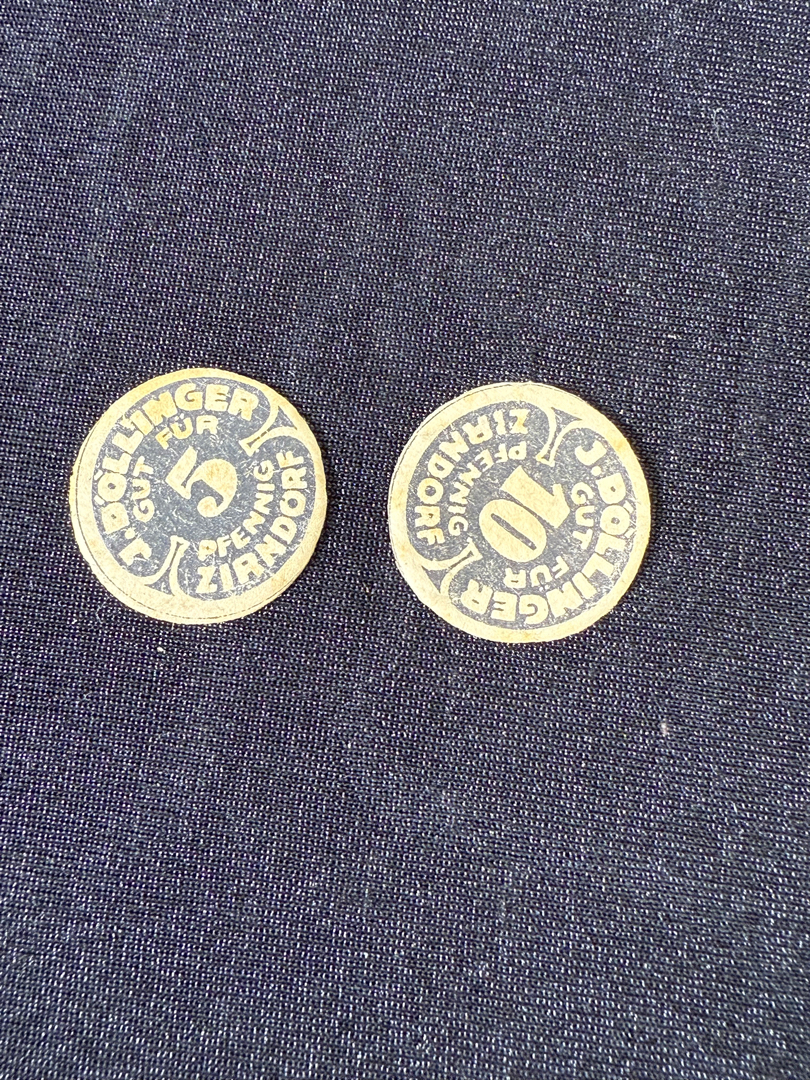 J. DÖLLINGER
GUT FÜR
5
PFENNIG
ZIRNDORF
J. DÖLLINGER
GUT FÜR
10
PFENNIG
ZIRNDORF